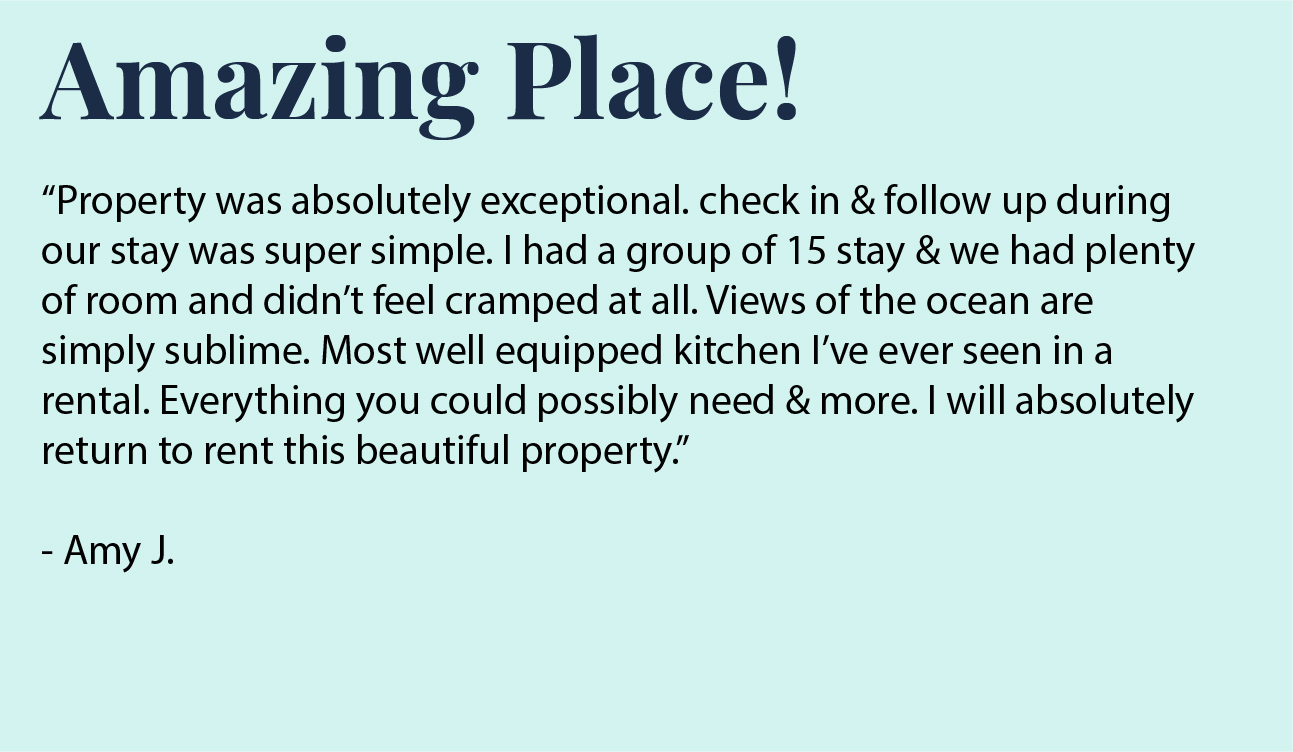 Amazing Place!
“Property was absolutely exceptional. check in & follow up during
our stay was super simple. I had a group of 15 stay & we had plenty
of room and didn’t feel cramped at all. Views of the ocean are
simply sublime. Most well equipped kitchen I’ve ever seen in a
rental. Everything you could possibly need & more. I will absolutely
return to rent this beautiful property.”
- Amy J.